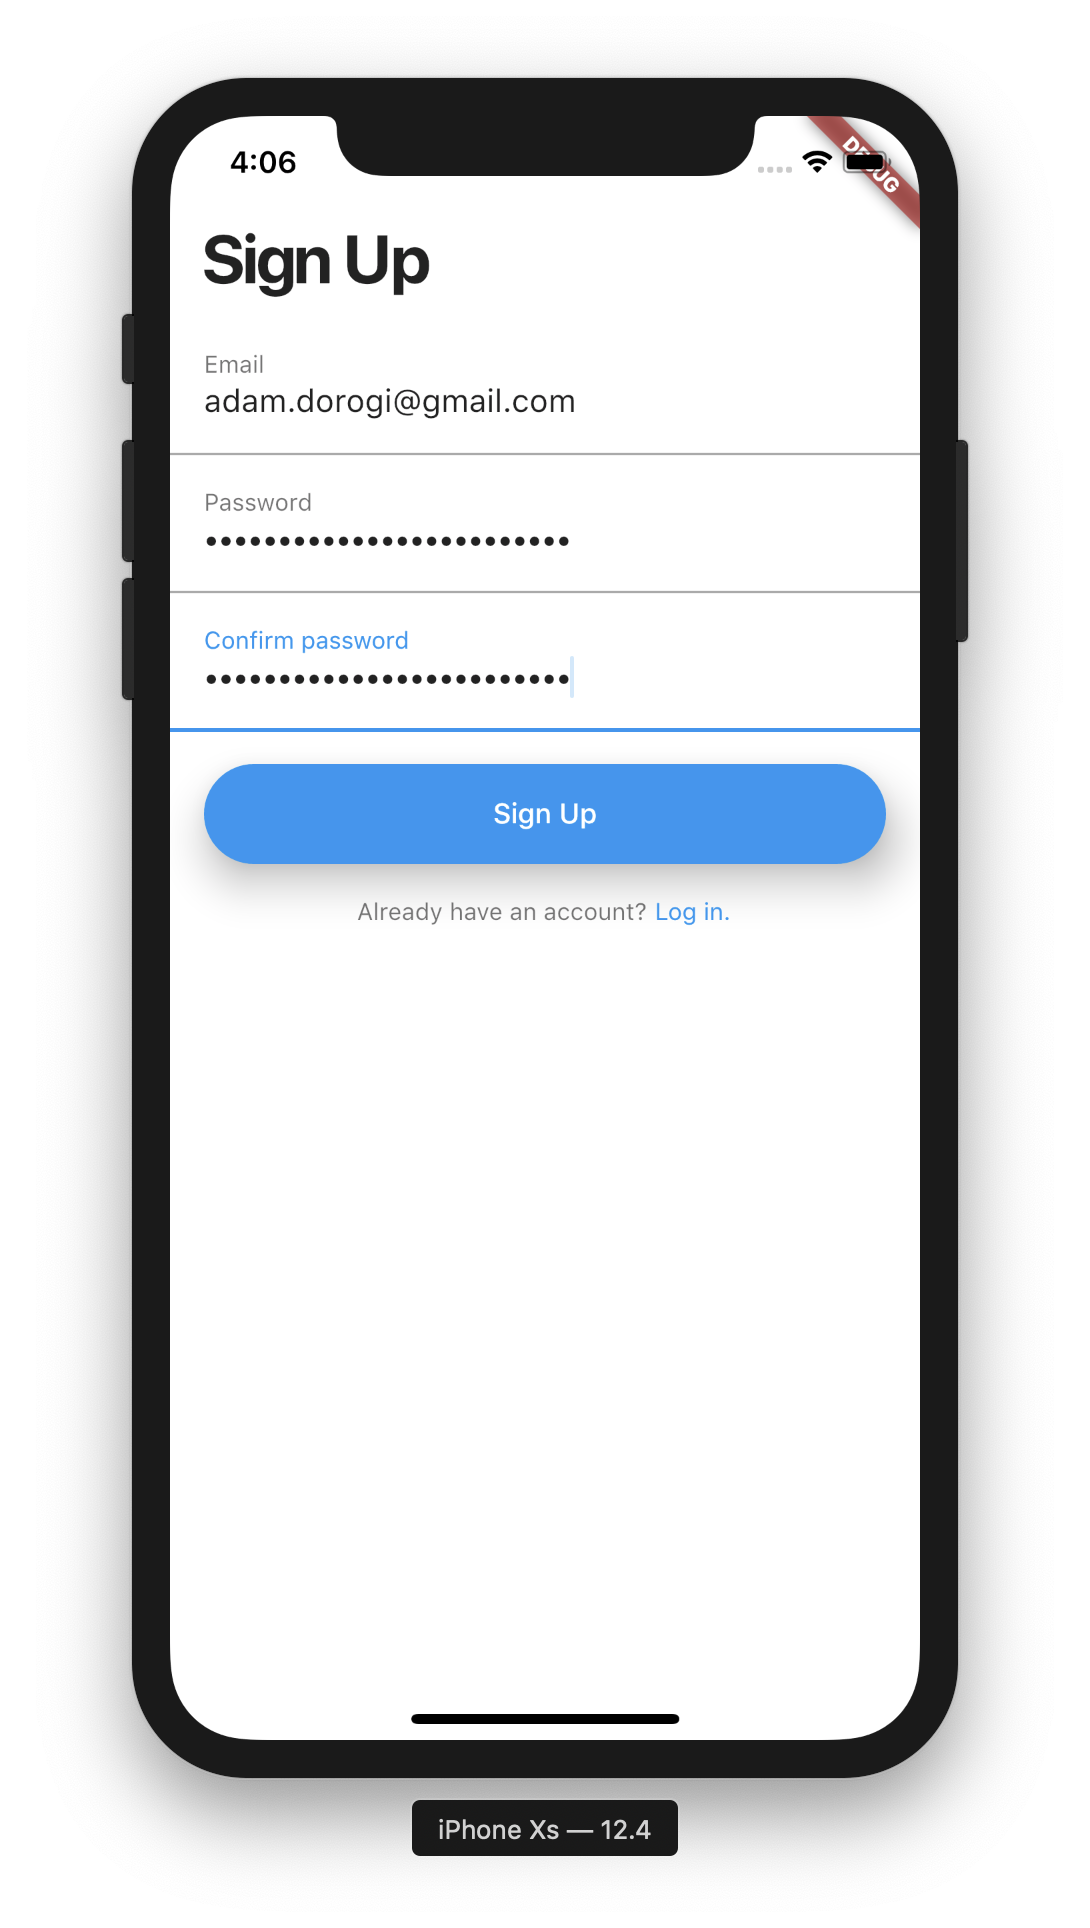 4:06
DEBUG
Sign Up
Email
adam.dorogi@gmail.com
Password
•••••••••••••••••••••••••
Confirm password
•••••••••••••••••••••••••
Sign Up
Already have an account? Log in.
iPhone Xs — 12.4